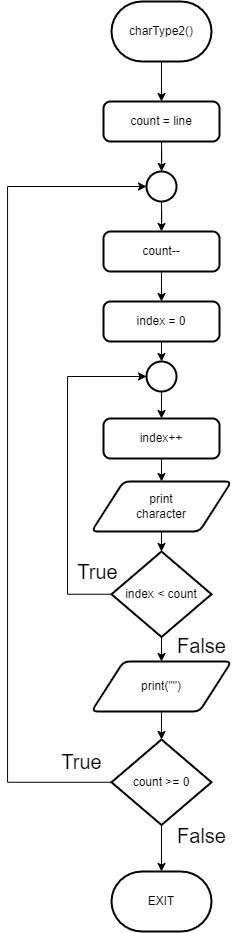 charType2()
count = line
count--
index = 0
index++
print
character
index < count
True
False
print("")
True
count >= 0
False
EXIT